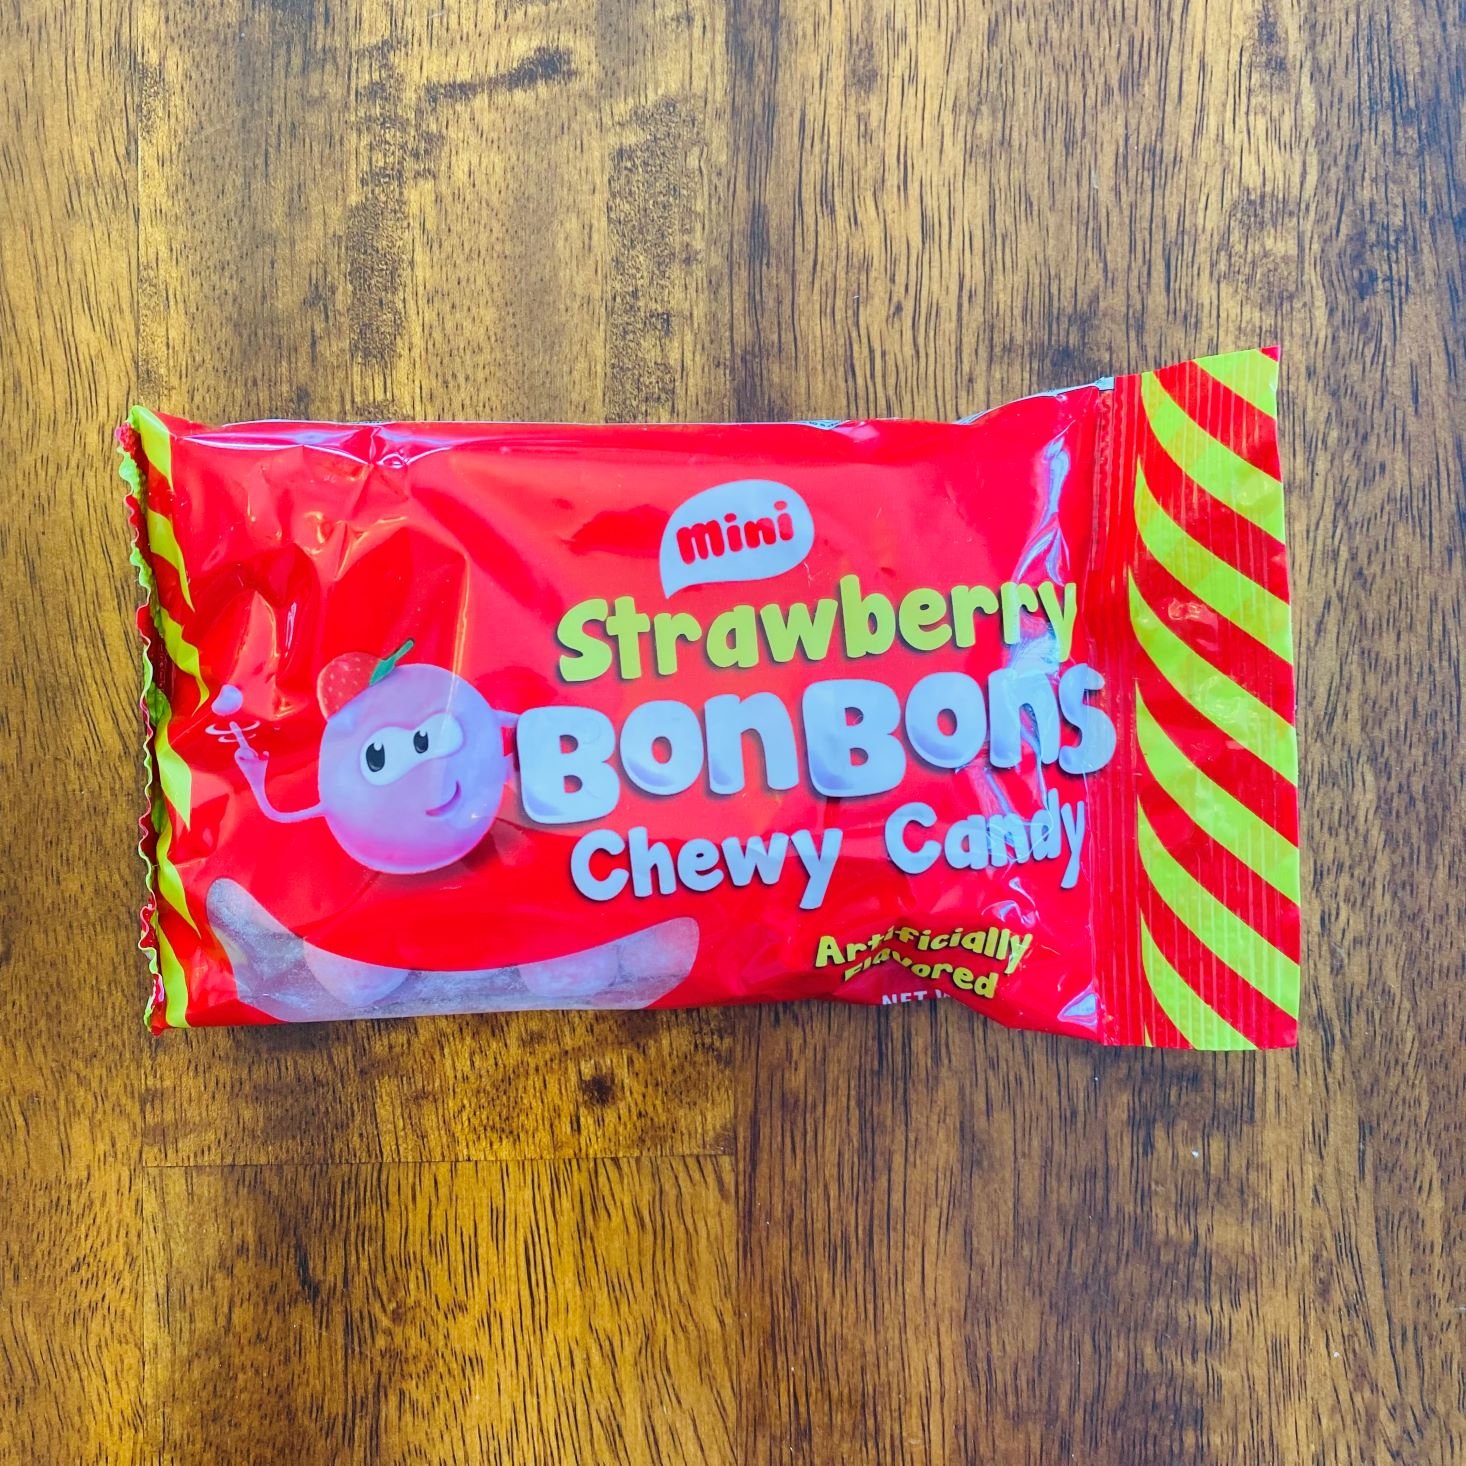 mini
Strawberry
BonBons
Chewy Candy
Artificially
Flavored
NET